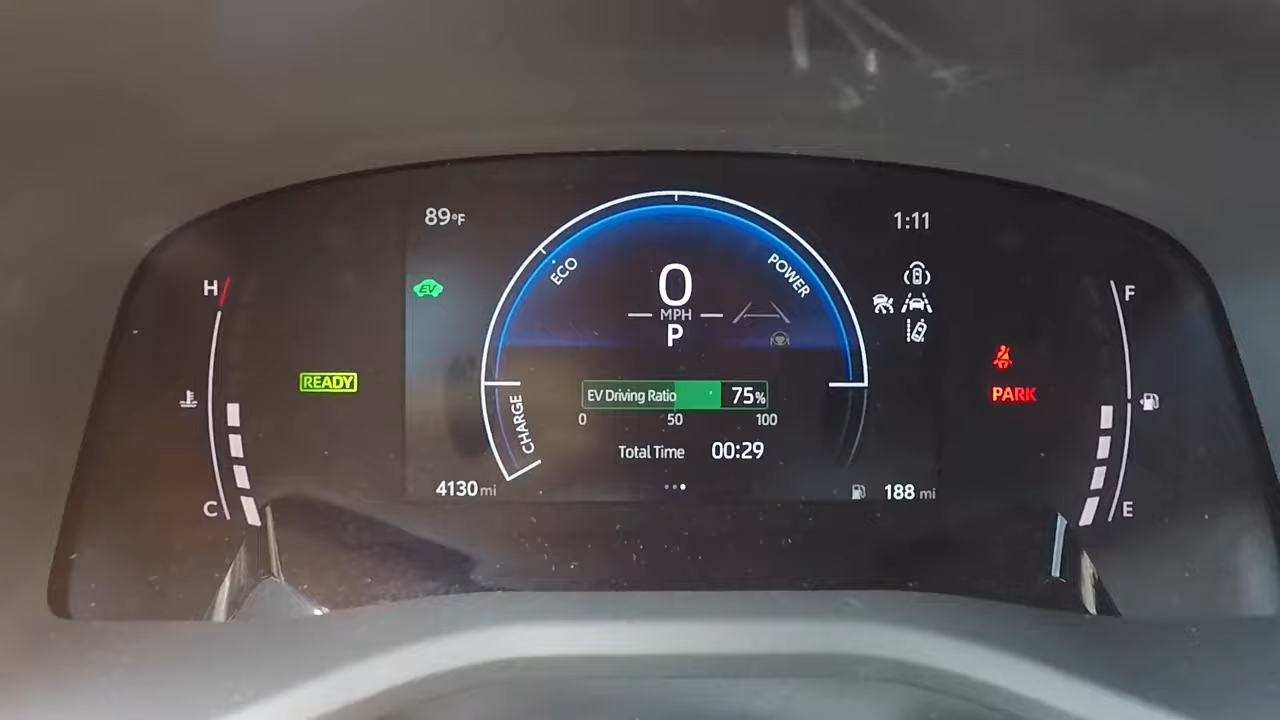 89°F
1:11
H
EV
ECO
POWER
0
MPH
P
F
READY
EV Driving Ratio 75%
0 50 100
PARK
CHARGE
Total Time 00:29
4130 mi
188 mi
C
E